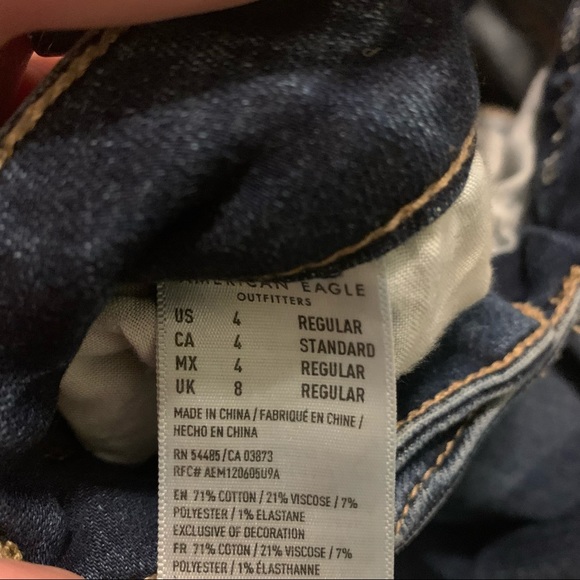 AMERICAN EAGLE
OUTFITTERS
US 4 REGULAR
CA 4 STANDARD
MX 4 REGULAR
UK 8 REGULAR
MADE IN CHINA / FABRIQUÉ EN CHINE /
HECHO EN CHINA
RN 54485 / CA 03873
RFC# AEM120605U9A
EN 71% COTTON / 21% VISCOSE / 7%
POLYESTER / 1% ELASTANE
EXCLUSIVE OF DECORATION
FR 71% COTON / 21% VISCOSE / 7%
POLYESTER / 1% ÉLASTHANNE